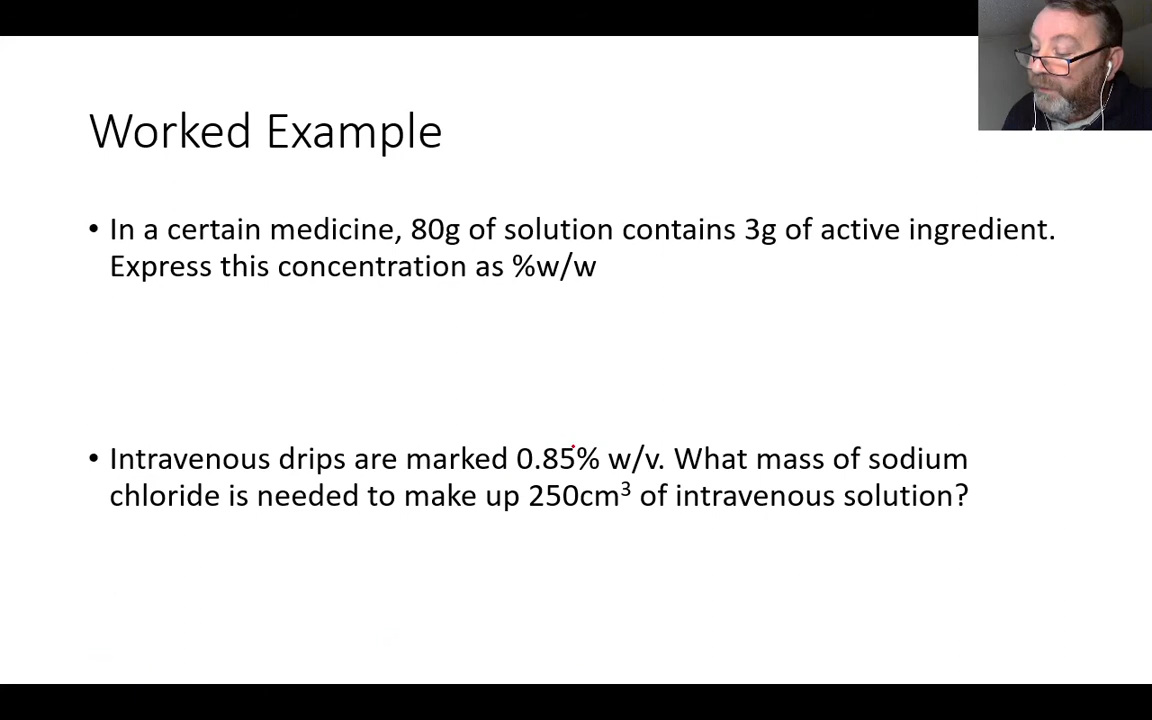 Worked Example
• In a certain medicine, 80g of solution contains 3g of active ingredient.
Express this concentration as %w/w
• Intravenous drips are marked 0.85% w/v. What mass of sodium
chloride is needed to make up 250cm³ of intravenous solution?